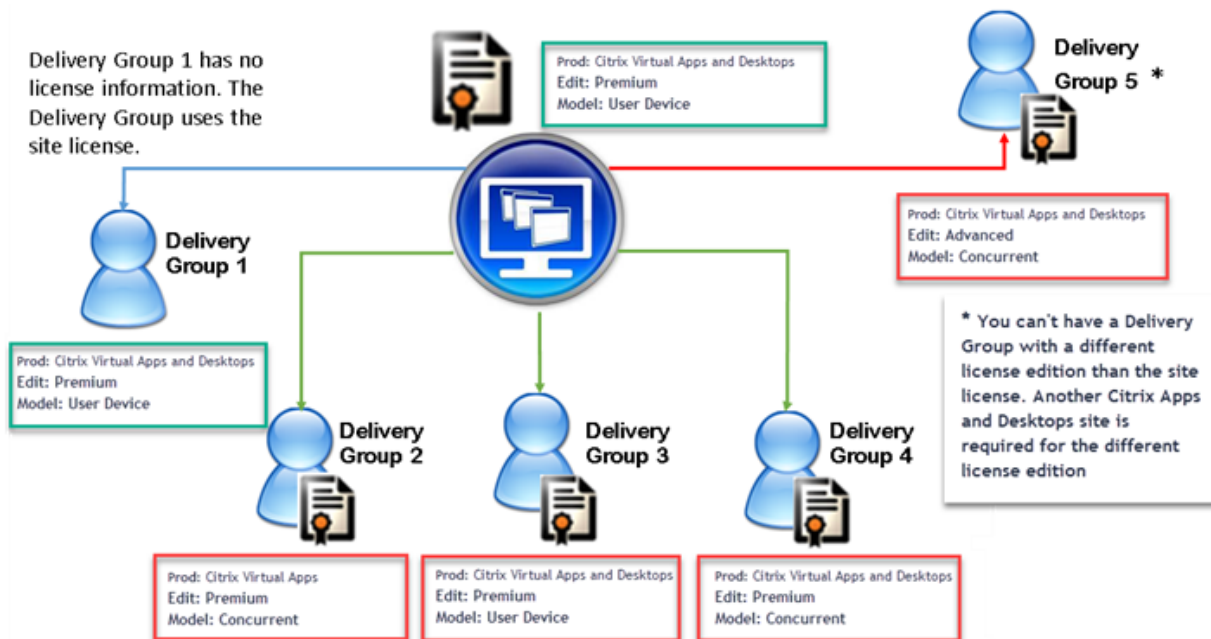 Delivery Group 1 has no
license information. The
Delivery Group uses the
site license.
Prod: Citrix Virtual Apps and Desktops
Edit: Premium
Model: User Device
Delivery
Group 5 *
Prod: Citrix Virtual Apps and Desktops
Edit: Advanced
Model: Concurrent
* You can't have a Delivery
Group with a different
license edition than the site
license. Another Citrix Apps
and Desktops site is
required for the different
license edition
Delivery
Group 1
Prod: Citrix Virtual Apps and Desktops
Edit: Premium
Model: User Device
Delivery
Group 2
Prod: Citrix Virtual Apps
Edit: Premium
Model: Concurrent
Delivery
Group 3
Prod: Citrix Virtual Apps and Desktops
Edit: Premium
Model: User Device
Delivery
Group 4
Prod: Citrix Virtual Apps and Desktops
Edit: Premium
Model: Concurrent